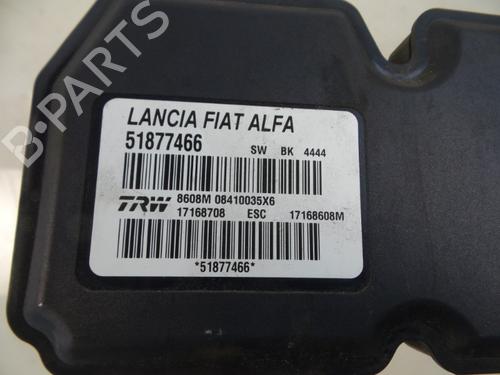 B-PARTS
LANCIA FIAT ALFA
51877466 SW BK 4444
TRW 8608M 08410035X6
17168708 ESC 17168608M
*51877466*